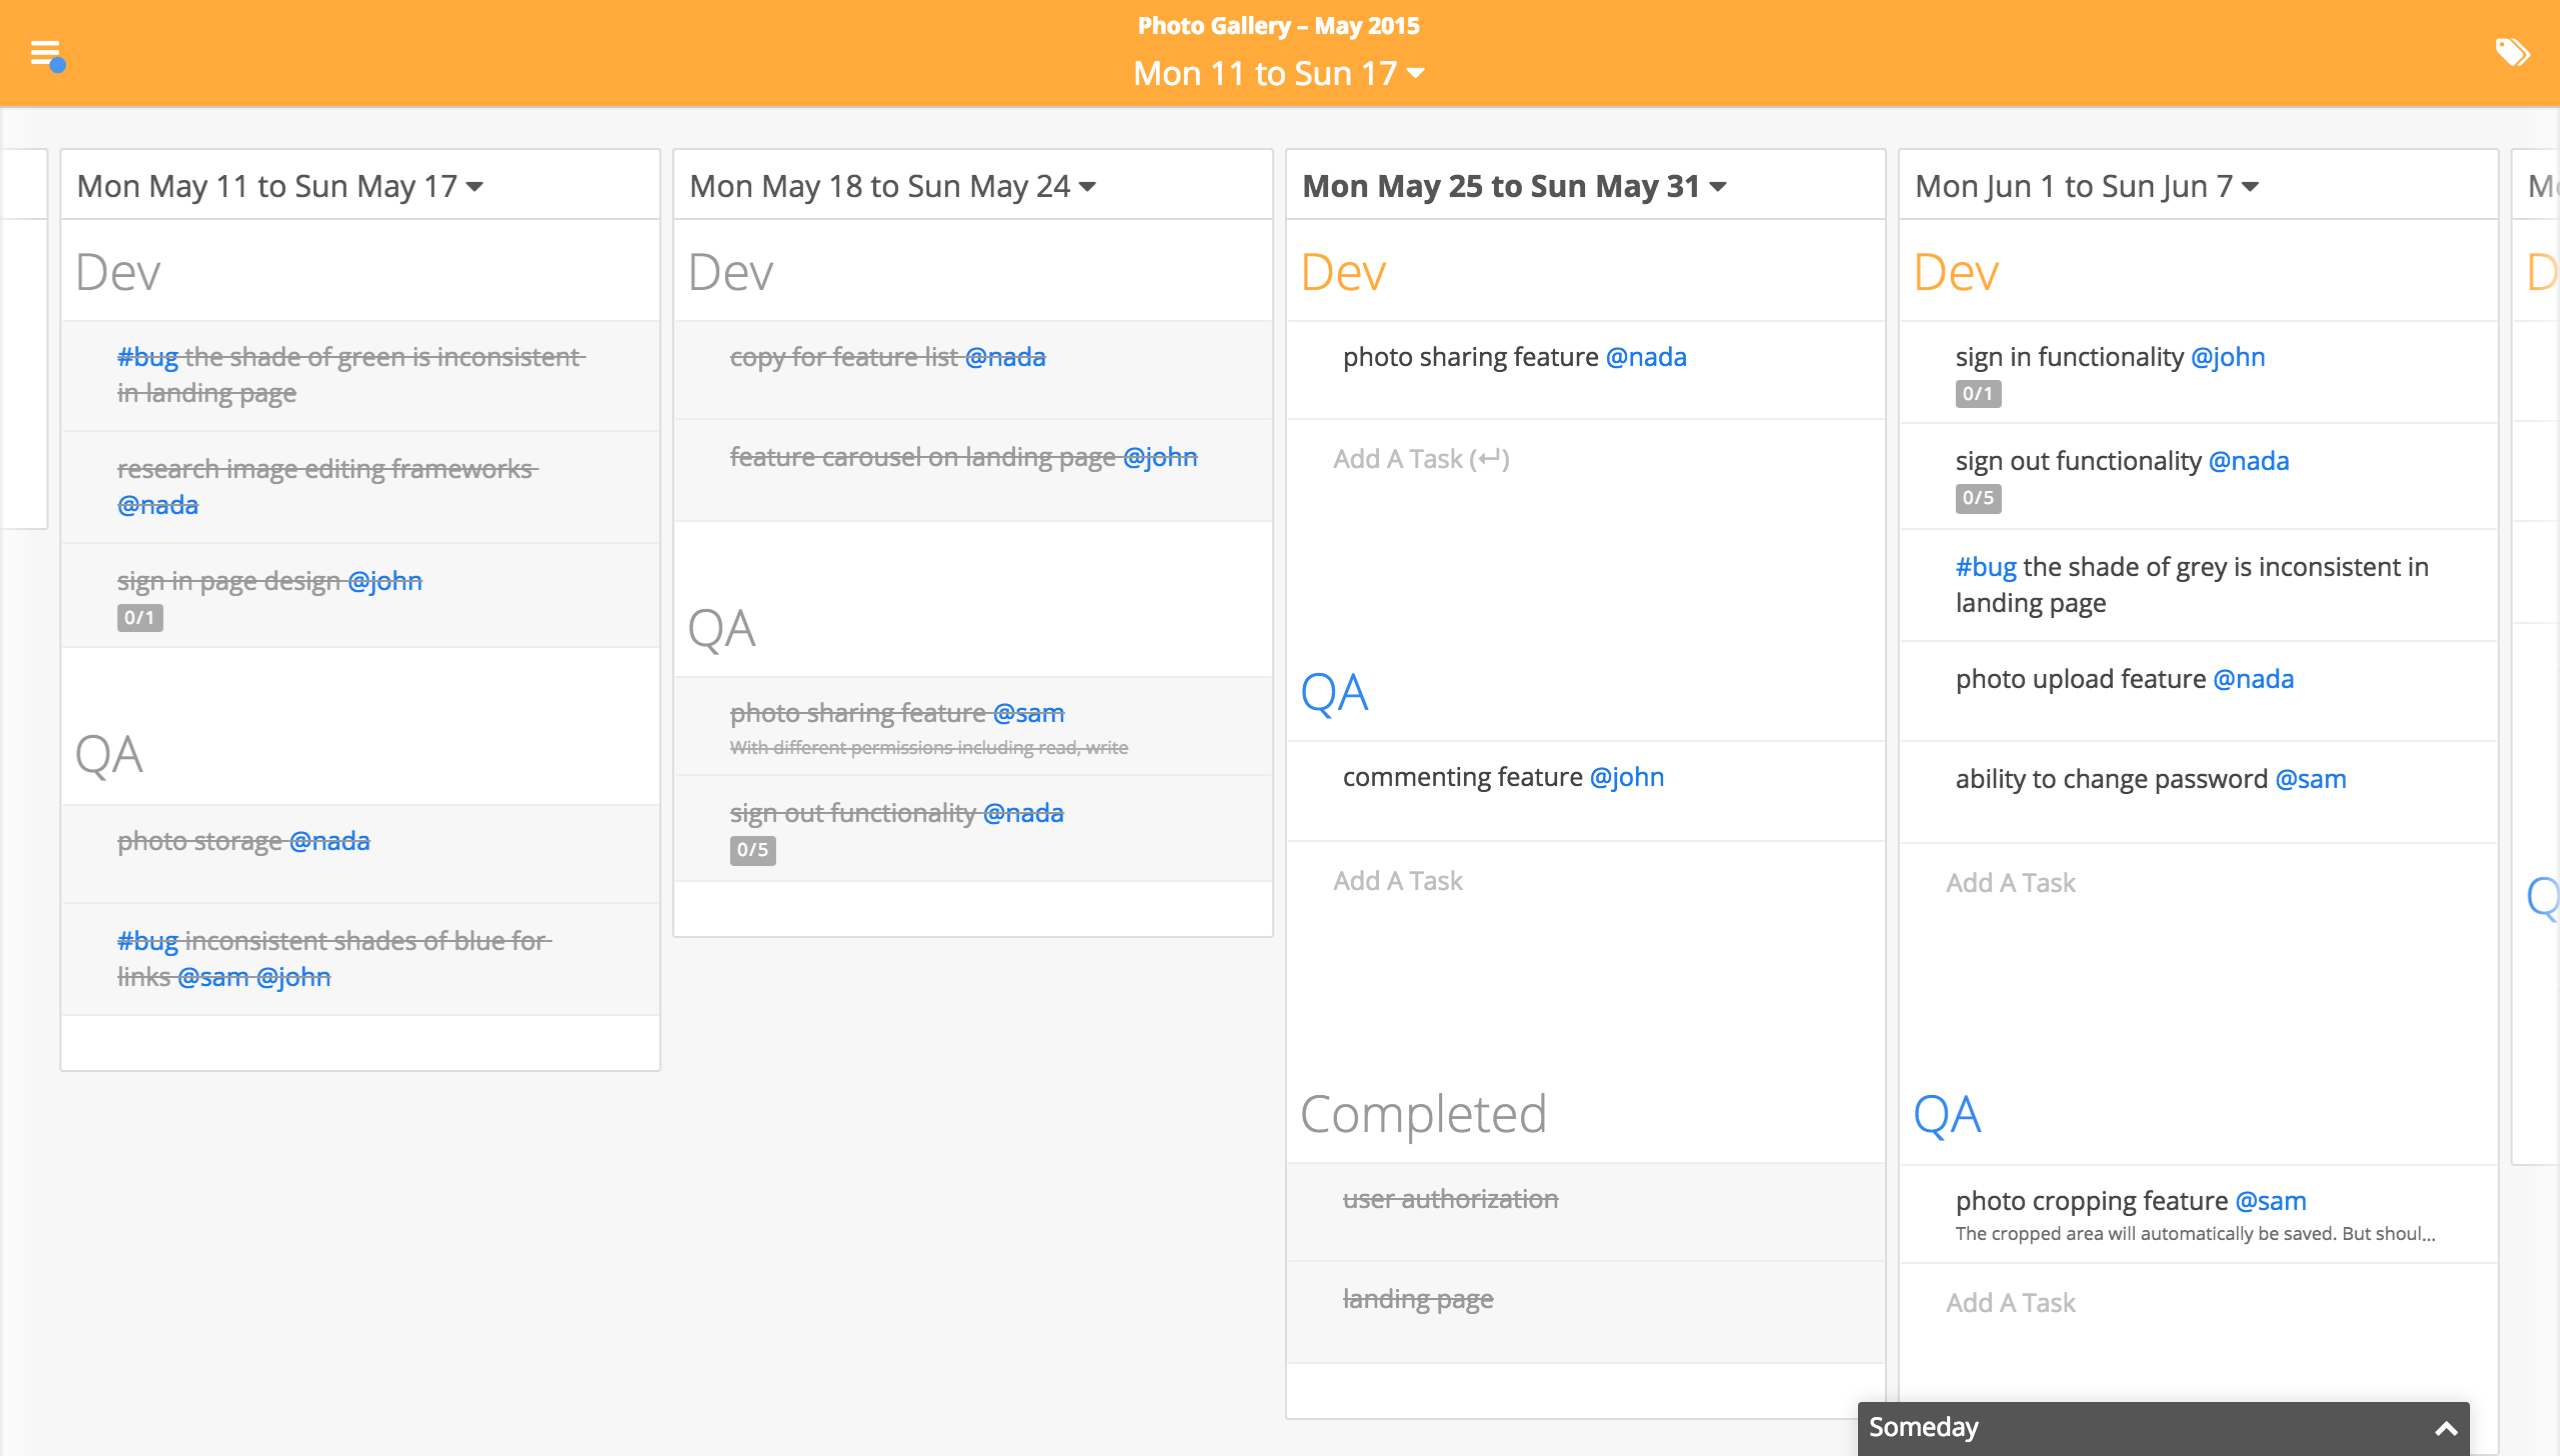 Photo Gallery – May 2015
Mon 11 to Sun 17
Mon May 11 to Sun May 17
Dev
#bug the shade of green is inconsistent
in landing page
research image editing frameworks
@nada
sign in page design @john
0/1
QA
photo storage @nada
#bug inconsistent shades of blue for
links @sam @john
Mon May 18 to Sun May 24
Dev
copy for feature list @nada
feature carousel on landing page @john
QA
photo sharing feature @sam
With different permissions including read, write
sign out functionality @nada
0/5
Mon May 25 to Sun May 31
Dev
photo sharing feature @nada
Add A Task (↵)
QA
commenting feature @john
Add A Task
Completed
user authorization
landing page
Mon Jun 1 to Sun Jun 7
Dev
sign in functionality @john
0/1
sign out functionality @nada
0/5
#bug the shade of grey is inconsistent in
landing page
photo upload feature @nada
ability to change password @sam
Add A Task
QA
photo cropping feature @sam
The cropped area will automatically be saved. But shoul...
Add A Task
Someday